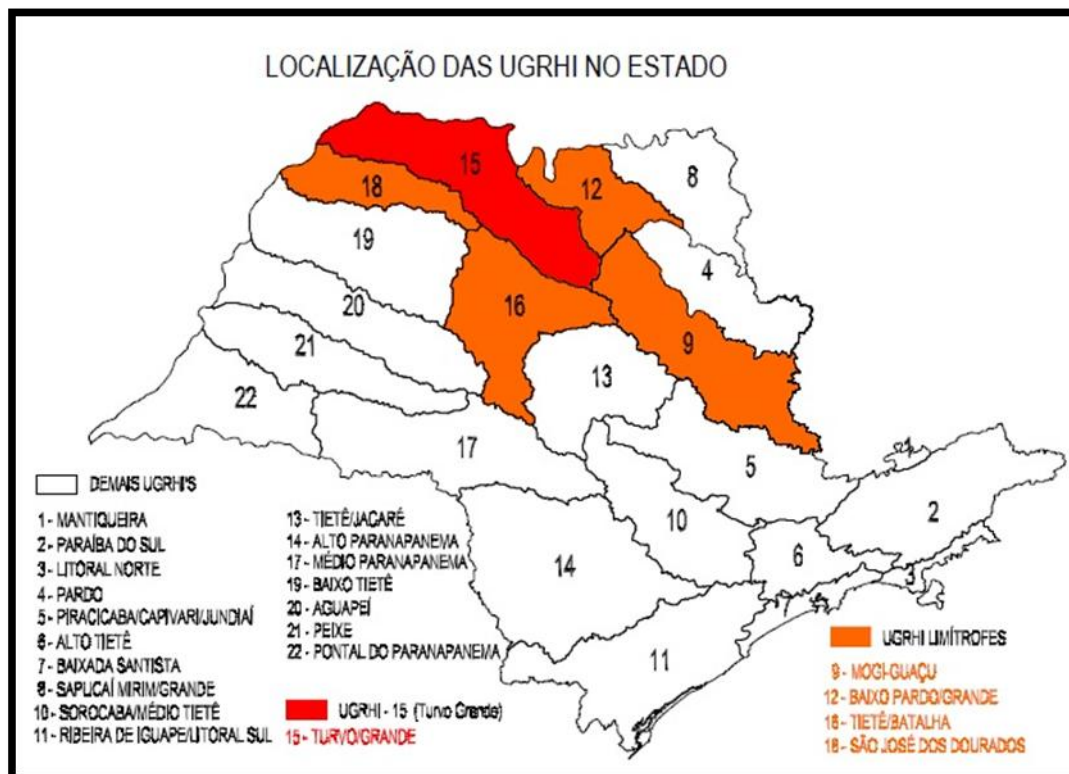 LOCALIZAÇÃO DAS UGRHI NO ESTADO
15
12
8
18
19
4
16
20
9
21
13
22
17
5
1
2
10
6
14
3
7
11
DEMAIS UGRHI'S
1 - MANTIQUEIRA
2 - PARAÍBA DO SUL
3 - LITORAL NORTE
4 - PARDO
5 - PIRACICABA/CAPIVARI/JUNDIAÍ
6 - ALTO TIETÊ
7 - BAIXADA SANTISTA
8 - SAPUCAÍ MIRIM/GRANDE
10 - SOROCABA/MÉDIO TIETÊ
11 - RIBEIRA DE IGUAPE/LITORAL SUL
13 - TIETÊ/JACARÉ
14 - ALTO PARANAPANEMA
17 - MÉDIO PARANAPANEMA
19 - BAIXO TIETÊ
20 - AGUAPEÍ
21 - PEIXE
22 - PONTAL DO PARANAPANEMA
UGRHI - 15 (Turvo Grande)
15 - TURVO/GRANDE
UGRHI LIMÍTROFES
9 - MOGI-GUAÇU
12 - BAIXO PARDO/GRANDE
16 - TIETÊ/BATALHA
18 - SÃO JOSÉ DOS DOURADOS